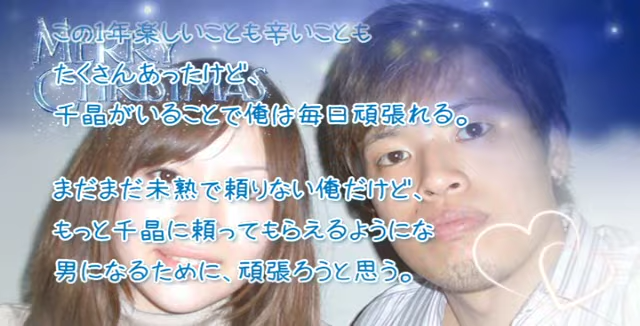 MERRY
CHRISTMAS
この1年楽しいことも辛いことも
たくさんあったけど、
千晶がいることで俺は毎日頑張れる。
まだまだ未熟で頼りない俺だけど、
もっと千晶に頼ってもらえるようにな
男になるために、頑張ろうと思う。